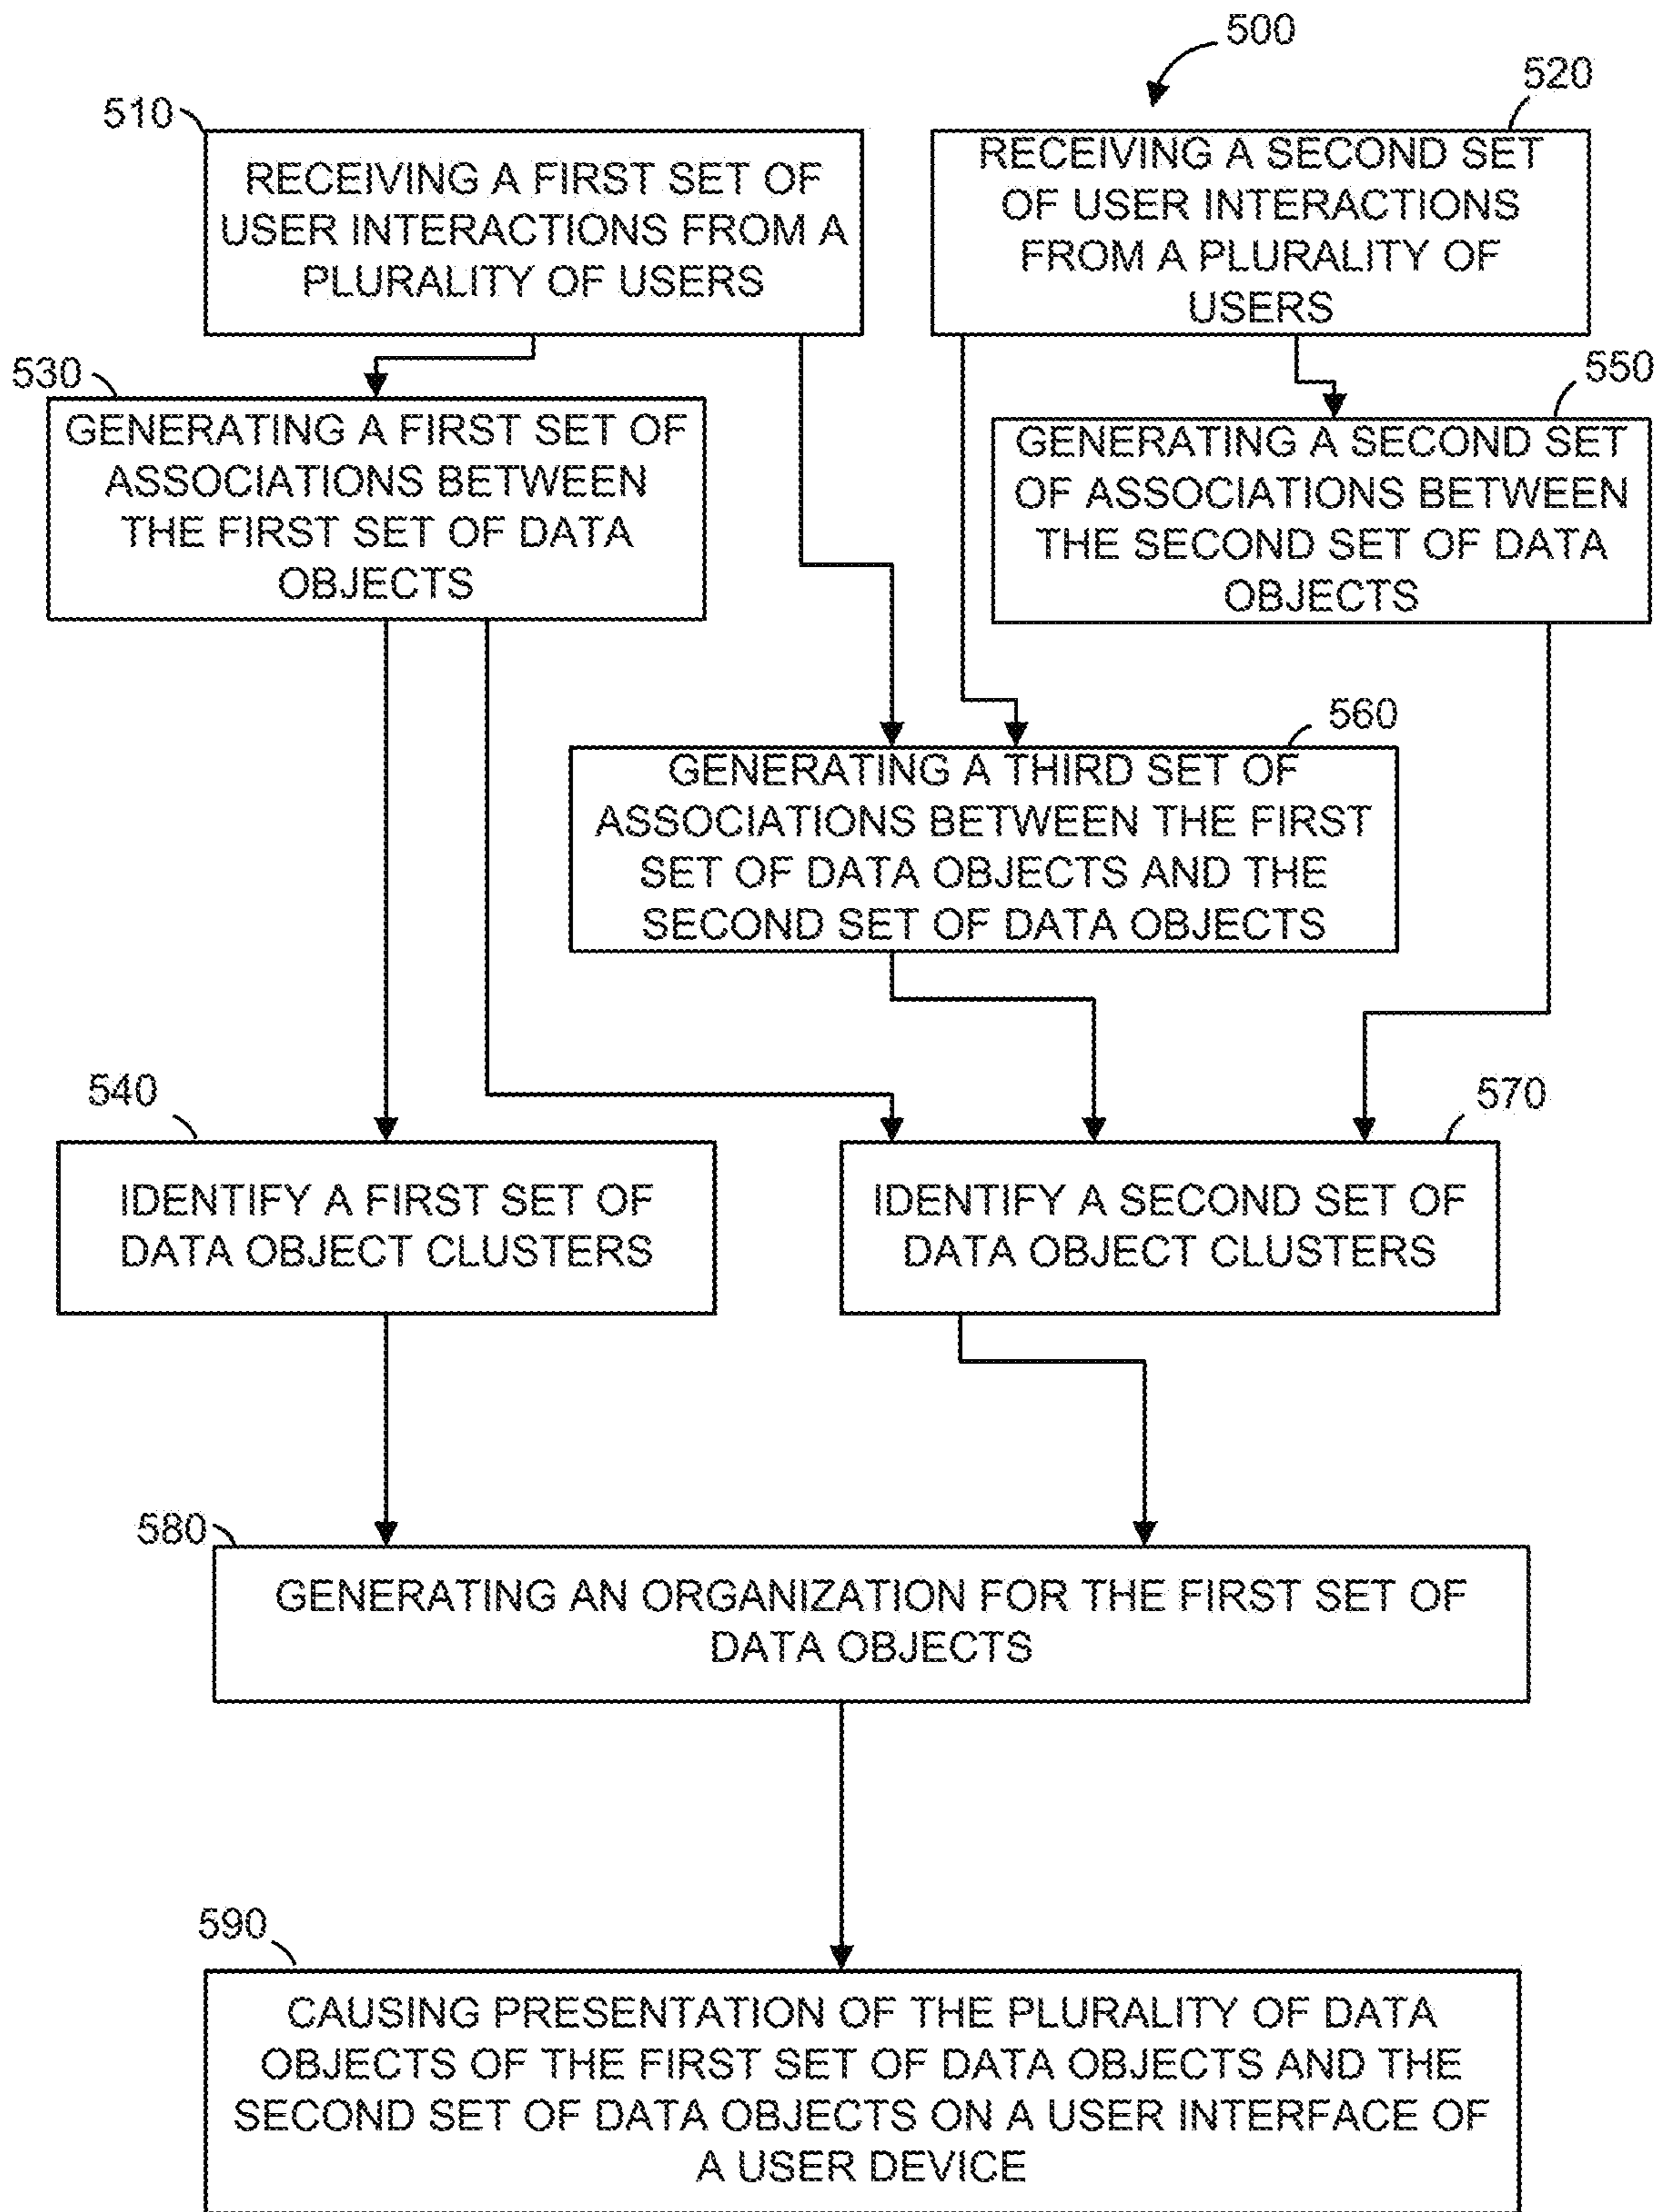 500
510
520
RECEIVING A FIRST SET OF
USER INTERACTIONS FROM A
PLURALITY OF USERS
RECEIVING A SECOND SET
OF USER INTERACTIONS
FROM A PLURALITY OF
USERS
530
550
GENERATING A FIRST SET OF
ASSOCIATIONS BETWEEN
THE FIRST SET OF DATA
OBJECTS
GENERATING A SECOND SET
OF ASSOCIATIONS BETWEEN
THE SECOND SET OF DATA
OBJECTS
560
GENERATING A THIRD SET OF
ASSOCIATIONS BETWEEN THE FIRST
SET OF DATA OBJECTS AND THE
SECOND SET OF DATA OBJECTS
540
570
IDENTIFY A FIRST SET OF
DATA OBJECT CLUSTERS
IDENTIFY A SECOND SET OF
DATA OBJECT CLUSTERS
580
GENERATING AN ORGANIZATION FOR THE FIRST SET OF
DATA OBJECTS
590
CAUSING PRESENTATION OF THE PLURALITY OF DATA
OBJECTS OF THE FIRST SET OF DATA OBJECTS AND THE
SECOND SET OF DATA OBJECTS ON A USER INTERFACE OF
A USER DEVICE